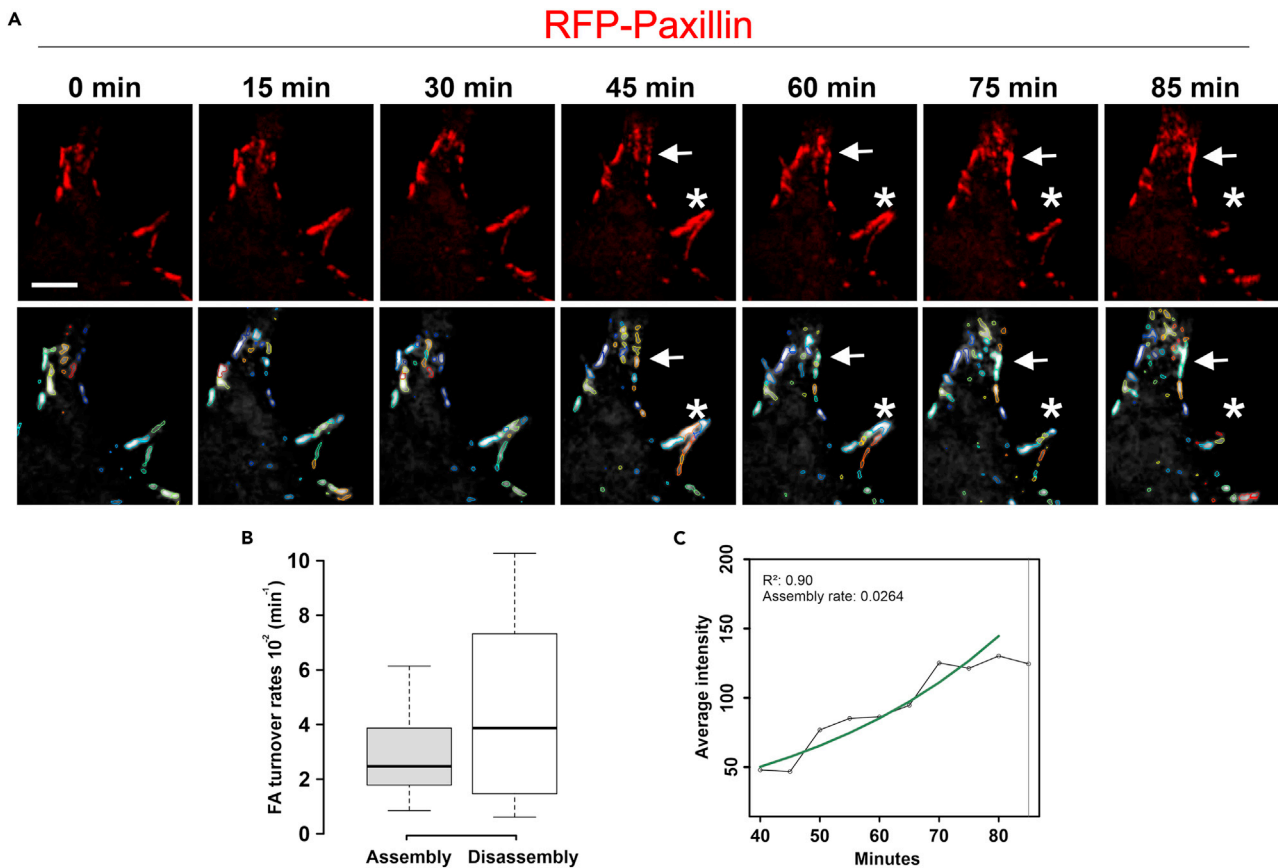 A
RFP-Paxillin
0 min 15 min 30 min 45 min 60 min 75 min 85 min
* * * *
* * * *
B
FA turnover rates 10⁻² (min⁻¹)
10
8
6
4
2
0
Assembly Disassembly
C
R²: 0.90
Assembly rate: 0.0264
Average intensity
200
150
100
50
40 50 60 70 80
Minutes